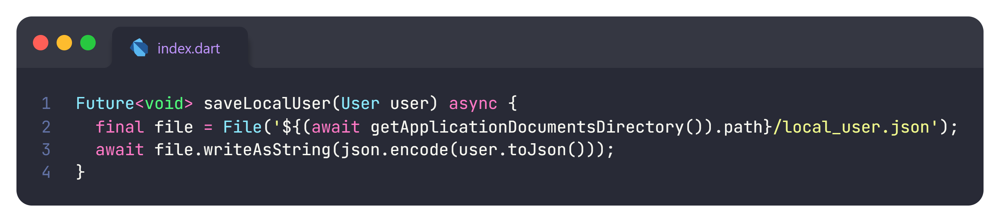 index.dart
1 Future<void> saveLocalUser(User user) async {
2   final file = File('${(await getApplicationDocumentsDirectory()).path}/local_user.json');
3   await file.writeAsString(json.encode(user.toJson()));
4 }